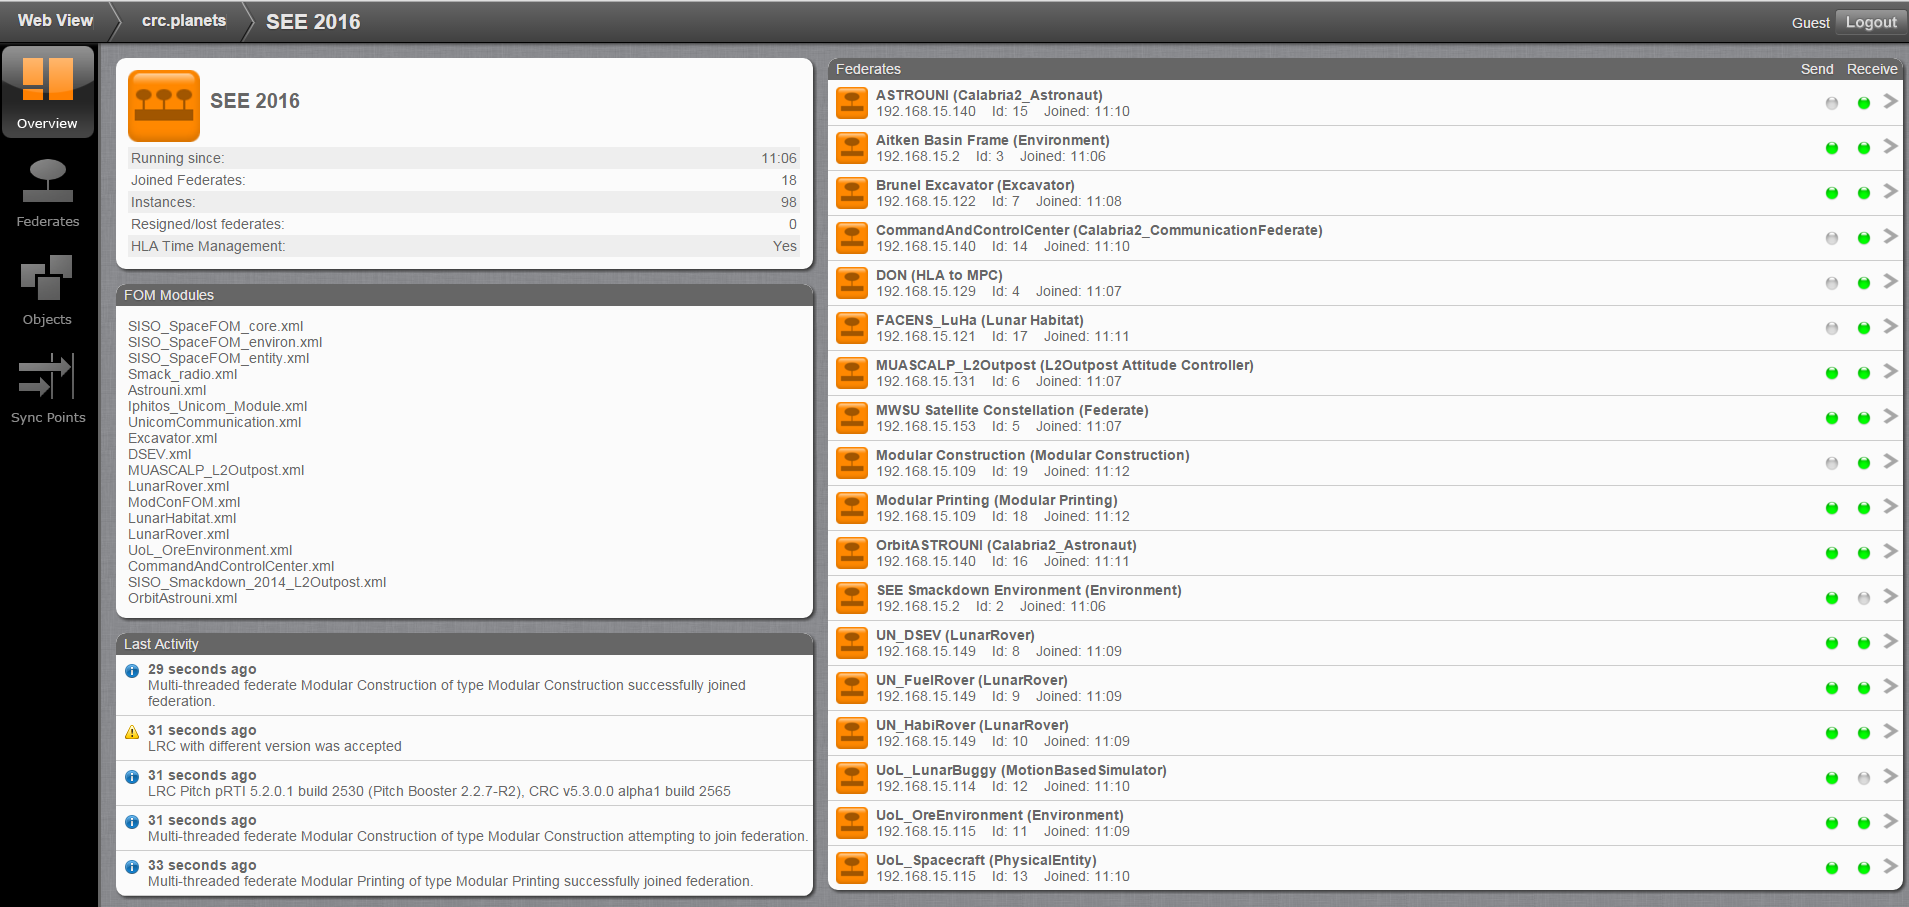 Web View
crc.planets
SEE 2016
Guest
Logout
Overview
Federates
Objects
Sync Points
SEE 2016
Running since: 11:06
Joined Federates: 18
Instances: 98
Resigned/lost federates: 0
HLA Time Management: Yes
FOM Modules
SISO_SpaceFOM_core.xml
SISO_SpaceFOM_environ.xml
SISO_SpaceFOM_entity.xml
Smack_radio.xml
Astrouni.xml
Iphitos_Unicom_Module.xml
UnicomCommunication.xml
Excavator.xml
DSEV.xml
MUASCALP_L2Outpost.xml
LunarRover.xml
ModConFOM.xml
LunarHabitat.xml
LunarRover.xml
UoL_OreEnvironment.xml
CommandAndControlCenter.xml
SISO_Smackdown_2014_L2Outpost.xml
OrbitAstrouni.xml
Last Activity
29 seconds ago
Multi-threaded federate Modular Construction of type Modular Construction successfully joined
federation.
31 seconds ago
LRC with different version was accepted
31 seconds ago
LRC Pitch pRTI 5.2.0.1 build 2530 (Pitch Booster 2.2.7-R2), CRC v5.3.0.0 alpha1 build 2565
31 seconds ago
Multi-threaded federate Modular Construction of type Modular Construction attempting to join federation.
33 seconds ago
Multi-threaded federate Modular Printing of type Modular Printing successfully joined federation.
Federates Send Receive
ASTROUNI (Calabria2_Astronaut)
192.168.15.140 Id: 15 Joined: 11:10
Aitken Basin Frame (Environment)
192.168.15.2 Id: 3 Joined: 11:06
Brunel Excavator (Excavator)
192.168.15.122 Id: 7 Joined: 11:08
CommandAndControlCenter (Calabria2_CommunicationFederate)
192.168.15.140 Id: 14 Joined: 11:10
DON (HLA to MPC)
192.168.15.129 Id: 4 Joined: 11:07
FACENS_LuHa (Lunar Habitat)
192.168.15.121 Id: 17 Joined: 11:11
MUASCALP_L2Outpost (L2Outpost Attitude Controller)
192.168.15.131 Id: 6 Joined: 11:07
MWSU Satellite Constellation (Federate)
192.168.15.153 Id: 5 Joined: 11:07
Modular Construction (Modular Construction)
192.168.15.109 Id: 19 Joined: 11:12
Modular Printing (Modular Printing)
192.168.15.109 Id: 18 Joined: 11:12
OrbitASTROUNI (Calabria2_Astronaut)
192.168.15.140 Id: 16 Joined: 11:11
SEE Smackdown Environment (Environment)
192.168.15.2 Id: 2 Joined: 11:06
UN_DSEV (LunarRover)
192.168.15.149 Id: 8 Joined: 11:09
UN_FuelRover (LunarRover)
192.168.15.149 Id: 9 Joined: 11:09
UN_HabiRover (LunarRover)
192.168.15.149 Id: 10 Joined: 11:09
UoL_LunarBuggy (MotionBasedSimulator)
192.168.15.114 Id: 12 Joined: 11:10
UoL_OreEnvironment (Environment)
192.168.15.115 Id: 11 Joined: 11:09
UoL_Spacecraft (PhysicalEntity)
192.168.15.115 Id: 13 Joined: 11:10